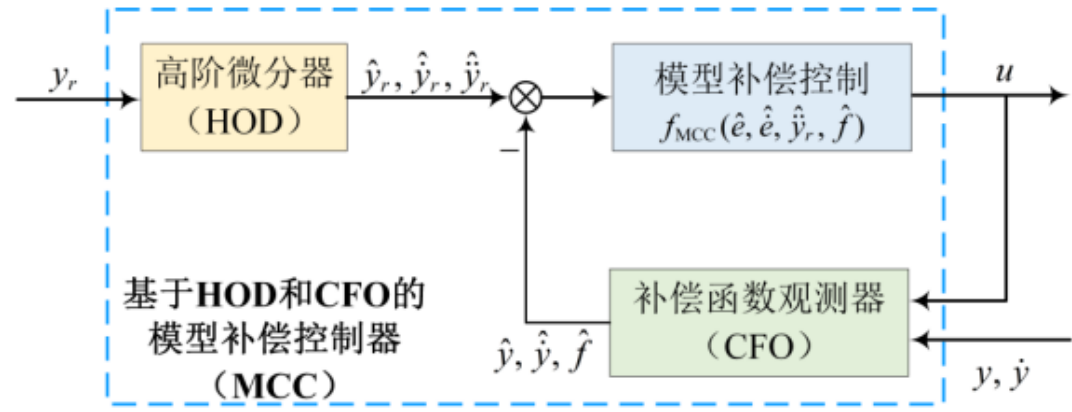 y_r
高阶微分器
（HOD）
ŷ_r, ŷ̇_r, ŷ̈_r
模型补偿控制
f_MCC(ê, ê̇, ŷ̈_r, f̂)
u
−
基于HOD和CFO的
模型补偿控制器
（MCC）
ŷ, ŷ̇, f̂
补偿函数观测器
（CFO）
y, ẏ